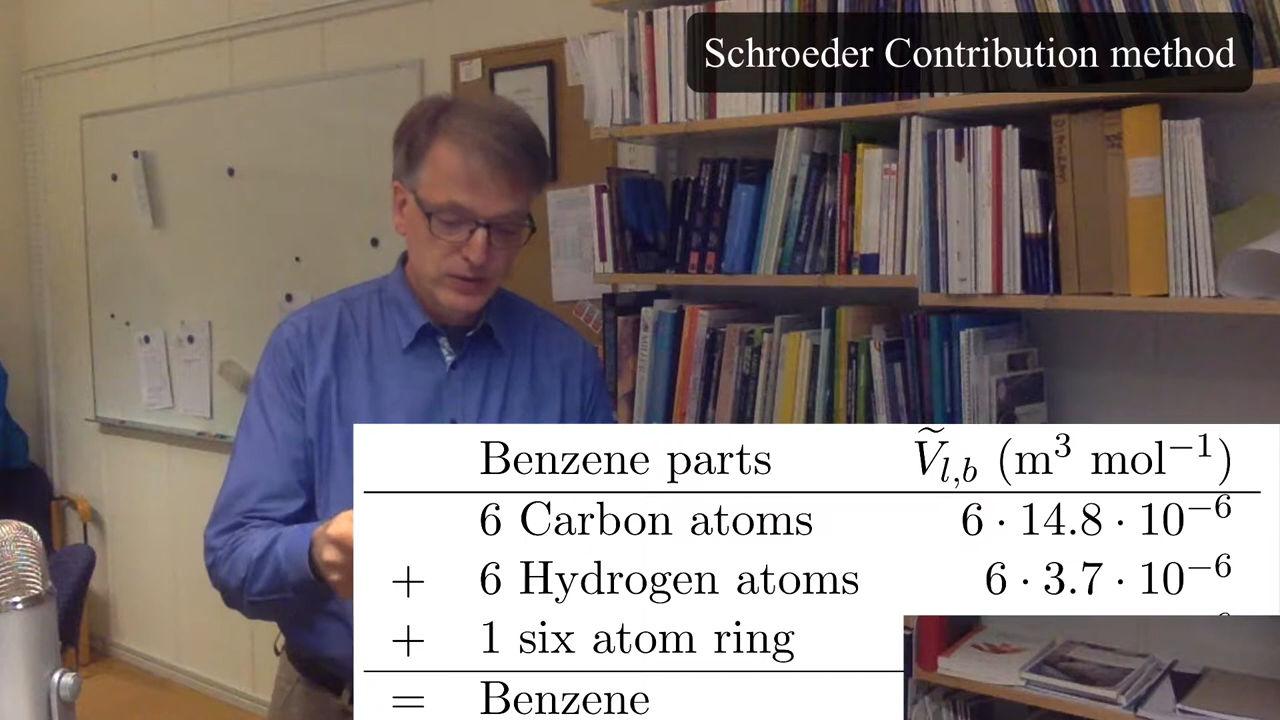 Schroeder Contribution method
Benzene parts Ṽ_{l,b} (m³ mol⁻¹)
6 Carbon atoms 6 · 14.8 · 10⁻⁶
+ 6 Hydrogen atoms 6 · 3.7 · 10⁻⁶
+ 1 six atom ring
= Benzene